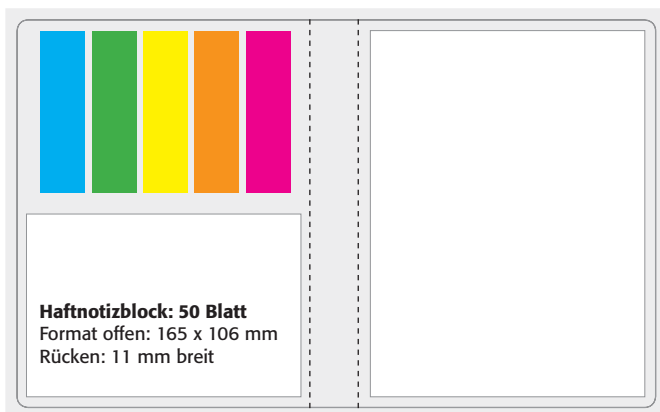 Haftnotizblock: 50 Blatt
Format offen: 165 x 106 mm
Rücken: 11 mm breit